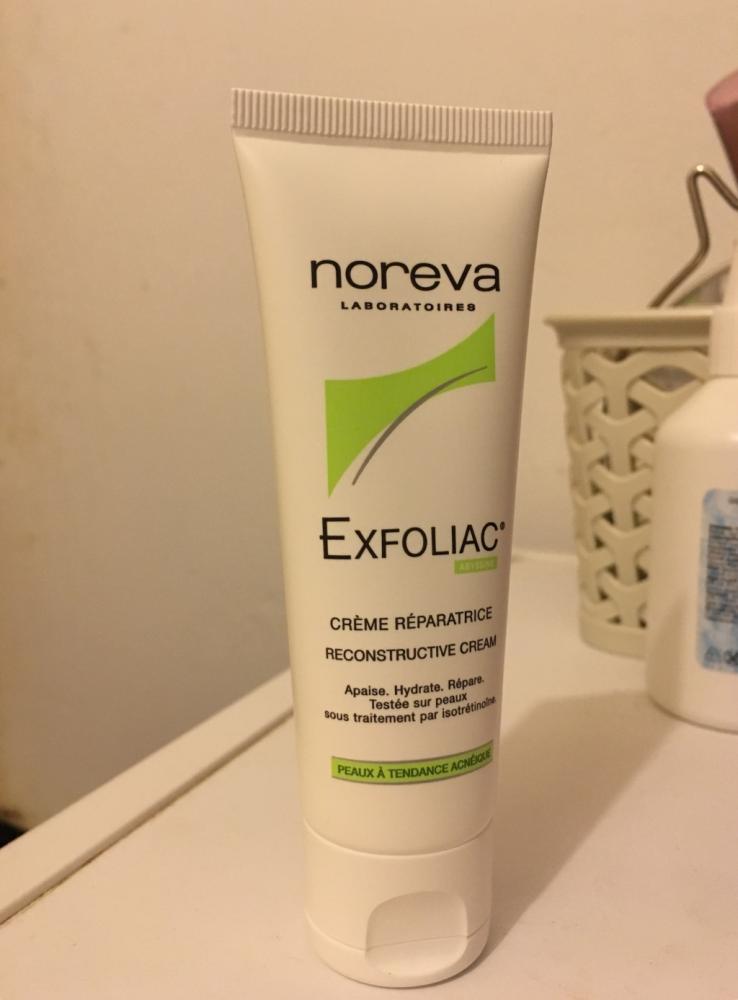 noreva
LABORATOIRES
EXFOLIAC®
ABYSSINE
CRÈME RÉPARATRICE
RECONSTRUCTIVE CREAM
Apaise. Hydrate. Répare.
Testée sur peaux
sous traitement par isotrétinoïne.
PEAUX À TENDANCE ACNÉIQUE